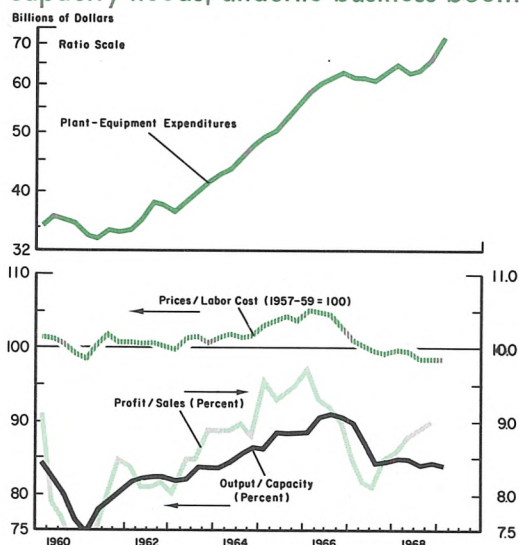 Billions of Dollars
70
Ratio Scale
60
Plant-Equipment Expenditures
50
40
32
110
11.0
Prices/Labor Cost (1957-59=100)
100
10.0
Profit/Sales (Percent)
90
9.0
Output/Capacity
(Percent)
80
8.0
75
7.5
1960
1962
1964
1966
1968